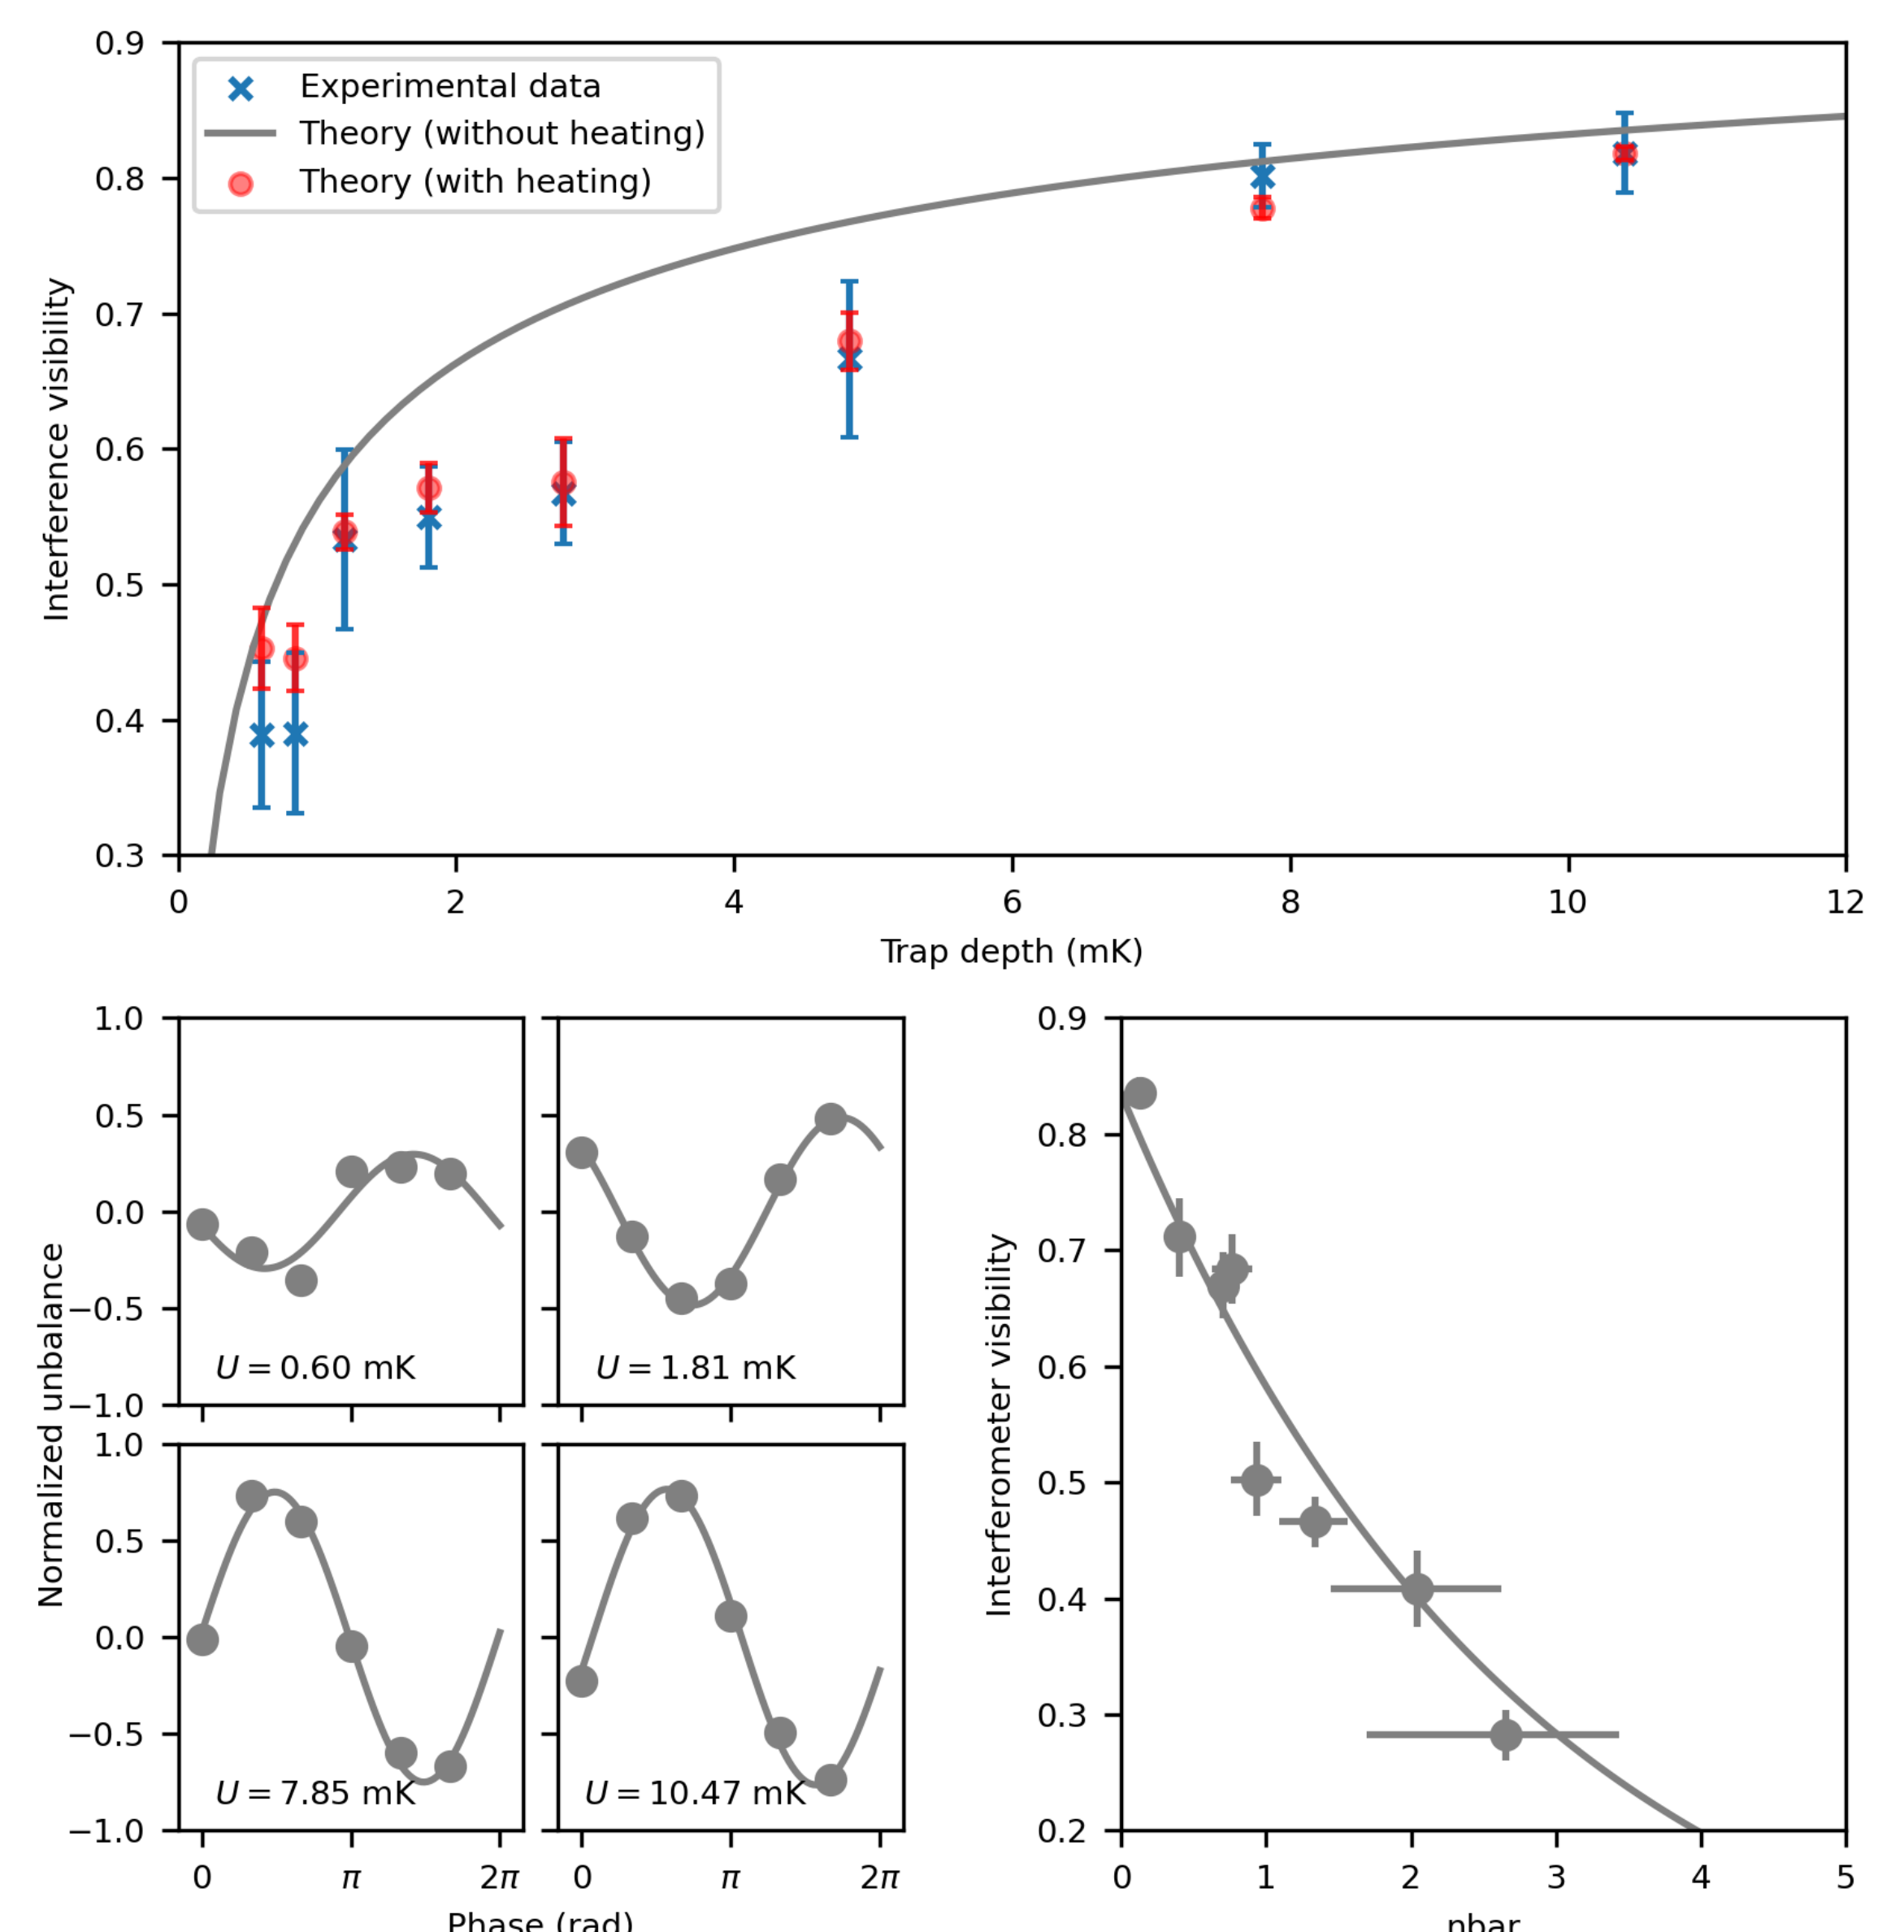 0.9
0.8
0.7
0.6
0.5
0.4
0.3
Interference visibility
Experimental data
Theory (without heating)
Theory (with heating)
0 2 4 6 8 10 12
Trap depth (mK)
Normalized unbalance
1.0
0.5
0.0
−0.5
−1.0
U = 0.60 mK
U = 1.81 mK
1.0
0.5
0.0
−0.5
−1.0
U = 7.85 mK
U = 10.47 mK
0 π 2π
0 π 2π
Phase (rad)
Interferometer visibility
0.9
0.8
0.7
0.6
0.5
0.4
0.3
0.2
0 1 2 3 4 5
nbar